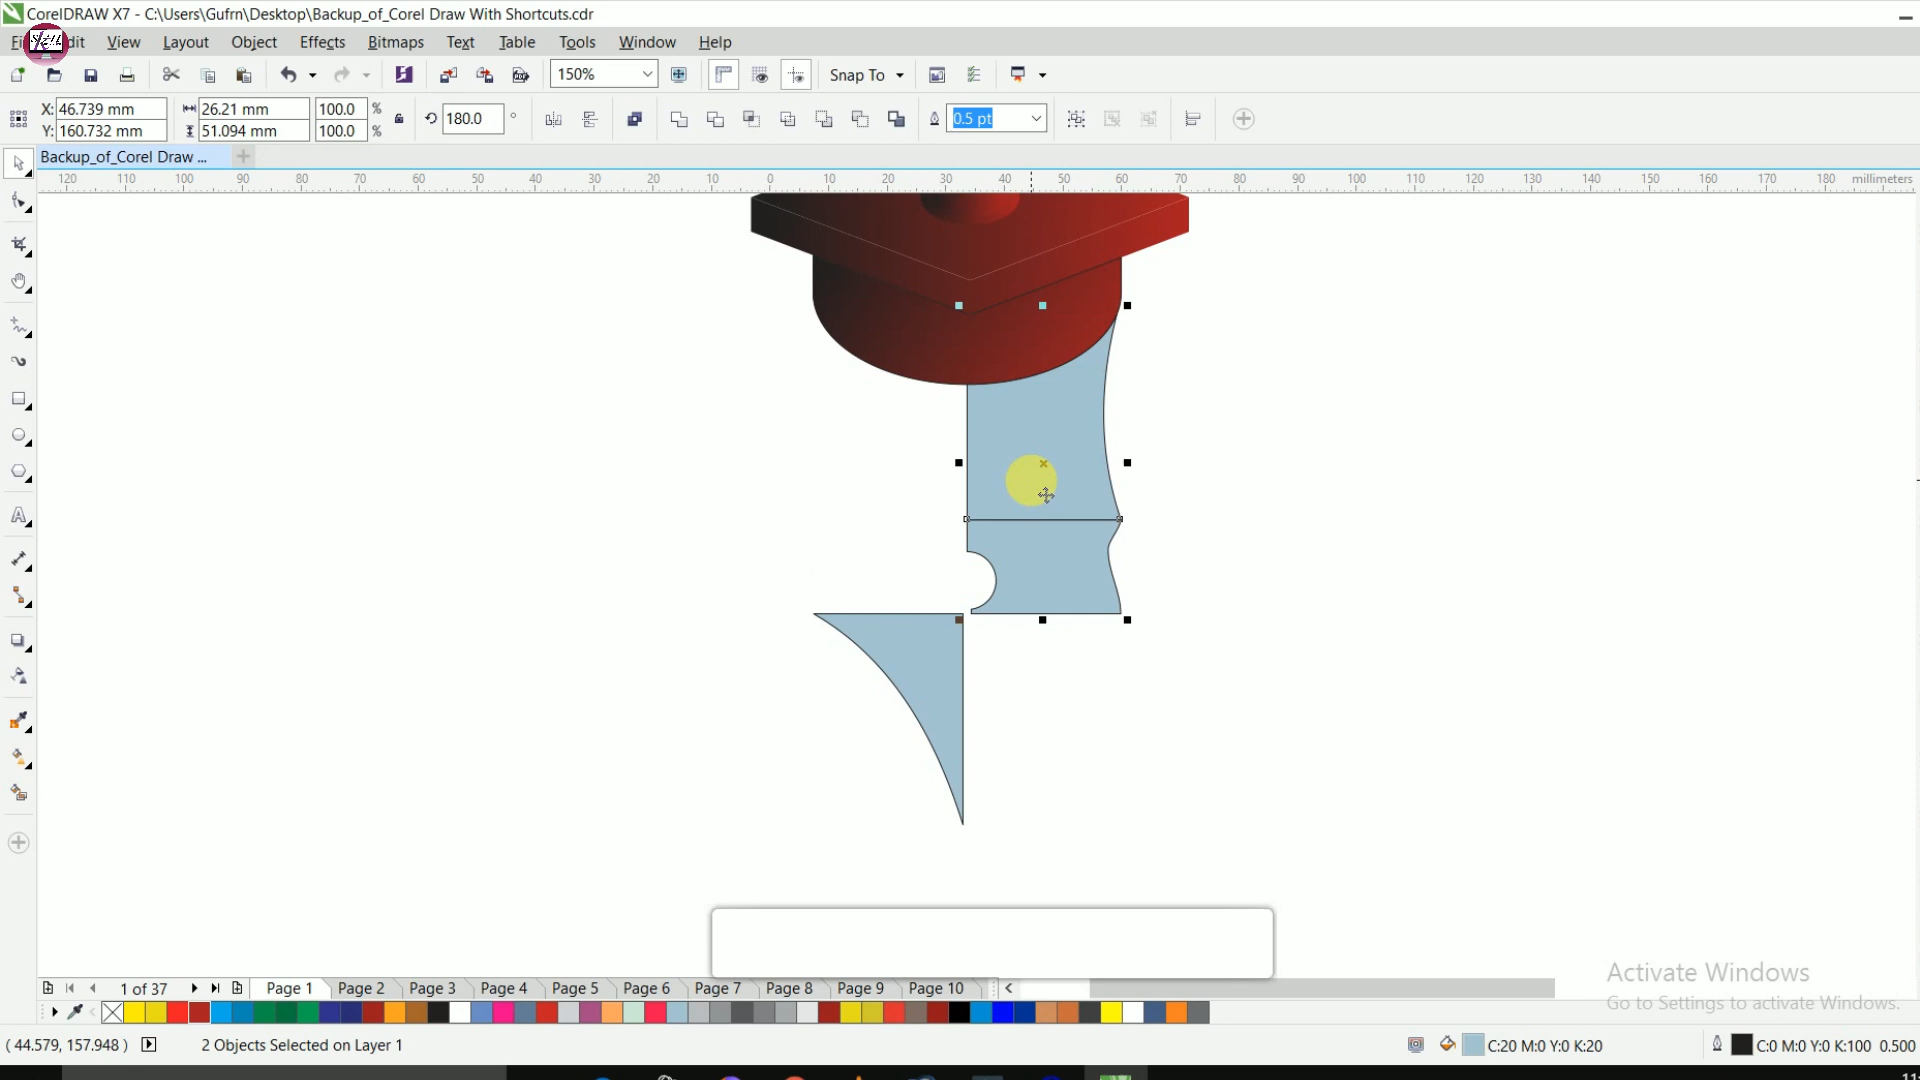 CorelDRAW X7 - C:\Users\Gufrn\Desktop\Backup_of_Corel Draw With Shortcuts.cdr
View Layout Object Effects Bitmaps Text Table Tools Window Help
150% Snap To
X: 46.739 mm 26.21 mm 100.0 % 180.0 ° 0.5 pt
Y: 160.732 mm 51.094 mm 100.0 %
Backup_of_Corel Draw ...
120 110 100 90 80 70 60 50 40 30 20 10 0 10 20 30 40 50 60 70 80 90 100 110 120 130 140 150 160 170 180 millimeters
Activate Windows
Go to Settings to activate Windows.
1 of 37 Page 1 Page 2 Page 3 Page 4 Page 5 Page 6 Page 7 Page 8 Page 9 Page 10
( 44.579, 157.948 ) 2 Objects Selected on Layer 1 C:20 M:0 Y:0 K:20 C:0 M:0 Y:0 K:100 0.500